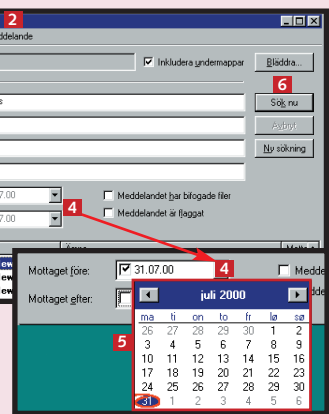 2
ddelande
Inkludera undermappar
Bläddra...
6
s
Sök nu
Avbryt
Ny sökning
7.00
4
Meddelandet har bifogade filer
7.00
Meddelandet är flaggat
Mottaget före:
31.07.00
4
Medde
Mottaget efter:
5
juli 2000
ma ti on to fr lø sø
26 27 28 29 30 1 2
3 4 5 6 7 8 9
10 11 12 13 14 15 16
17 18 19 20 21 22 23
24 25 26 27 28 29 30
31 1 2 3 4 5 6